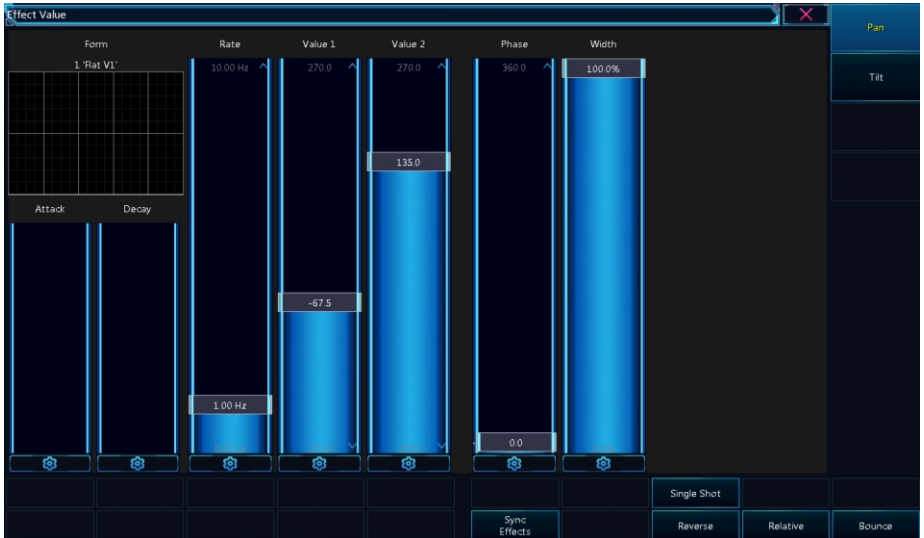 Effect Value
Pan
Form
Rate
Value 1
Value 2
Phase
Width
1 'Flat V1'
10.00 Hz
270.0
270.0
360.0
100.0%
Tilt
135.0
Attack
Decay
-67.5
1.00 Hz
0.0
Single Shot
Sync
Effects
Reverse
Relative
Bounce